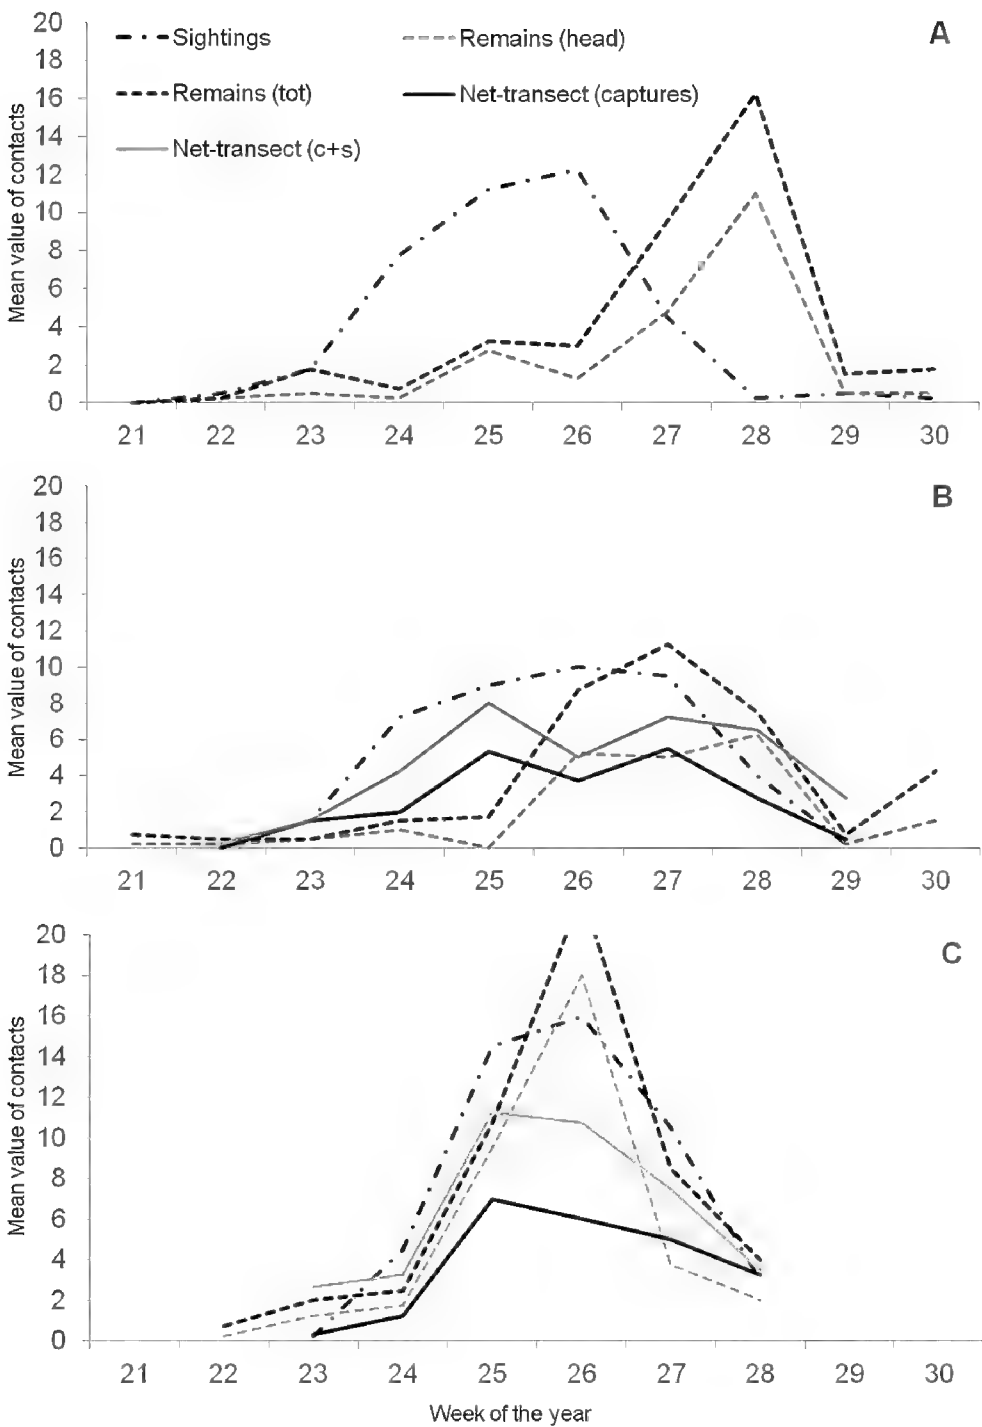 20
18
16
14
12
10
8
6
4
2
0
Mean value of contacts
Sightings
Remains (head)
Remains (tot)
Net-transect (captures)
Net-transect (c+s)
A
21 22 23 24 25 26 27 28 29 30
20
18
16
14
12
10
8
6
4
2
0
Mean value of contacts
B
21 22 23 24 25 26 27 28 29 30
20
18
16
14
12
10
8
6
4
2
0
Mean value of contacts
C
21 22 23 24 25 26 27 28 29 30
Week of the year